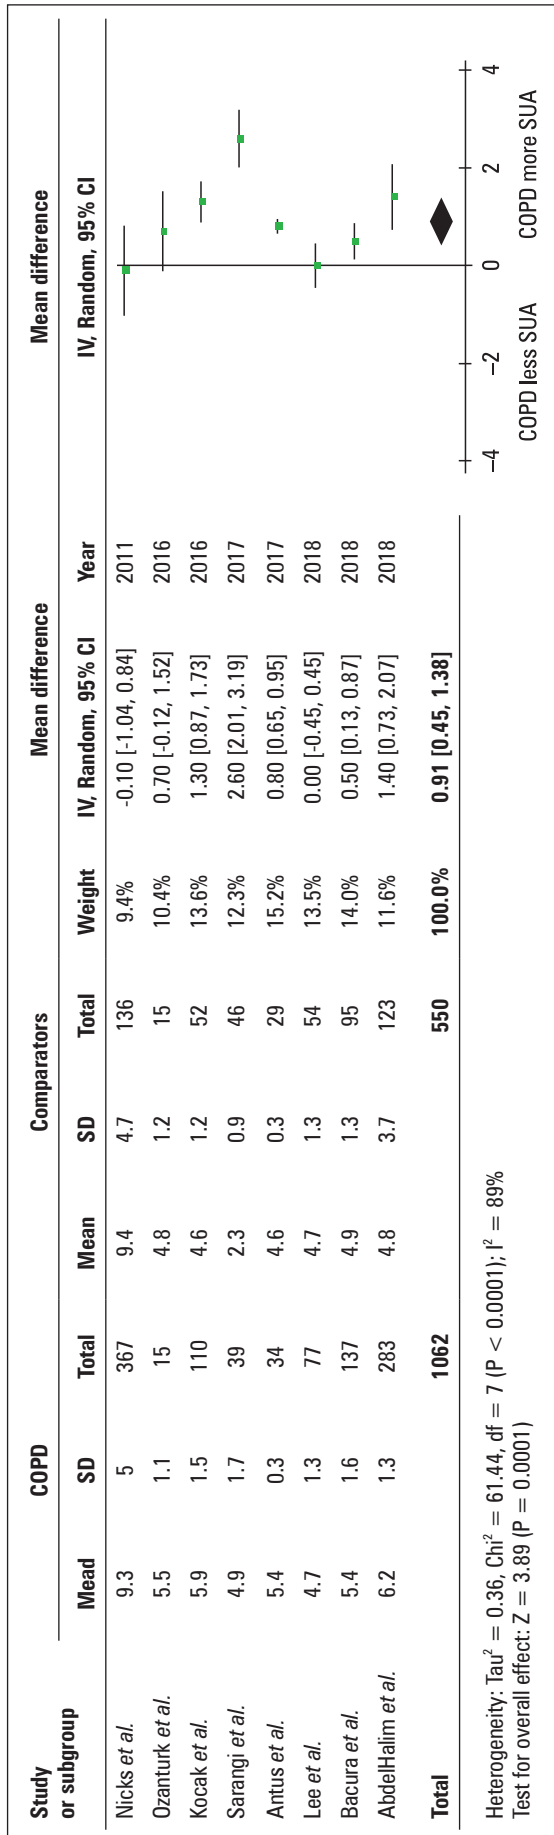 Study or subgroup COPD Comparators Mean difference Mean difference
Mead SD Total Mean SD Total Weight IV, Random, 95% CI Year IV, Random, 95% CI
Nicks et al. 9.3 5 367 9.4 4.7 136 9.4% -0.10 [-1.04, 0.84] 2011
Ozanturk et al. 5.5 1.1 15 4.8 1.2 15 10.4% 0.70 [-0.12, 1.52] 2016
Kocak et al. 5.9 1.5 110 4.6 1.2 52 13.6% 1.30 [0.87, 1.73] 2016
Sarangi et al. 4.9 1.7 39 2.3 0.9 46 12.3% 2.60 [2.01, 3.19] 2017
Antus et al. 5.4 0.3 34 4.6 0.3 29 15.2% 0.80 [0.65, 0.95] 2017
Lee et al. 4.7 1.3 77 4.7 1.3 54 13.5% 0.00 [-0.45, 0.45] 2018
Bacura et al. 5.4 1.6 137 4.9 1.3 95 14.0% 0.50 [0.13, 0.87] 2018
AbdelHalim et al. 6.2 1.3 283 4.8 3.7 123 11.6% 1.40 [0.73, 2.07] 2018
Total 1062 550 100.0% 0.91 [0.45, 1.38]
Heterogeneity: Tau² = 0.36, Chi² = 61.44, df = 7 (P < 0.0001); I² = 89%
Test for overall effect: Z = 3.89 (P = 0.0001)
–4 –2 0 2 4
COPD less SUA COPD more SUA